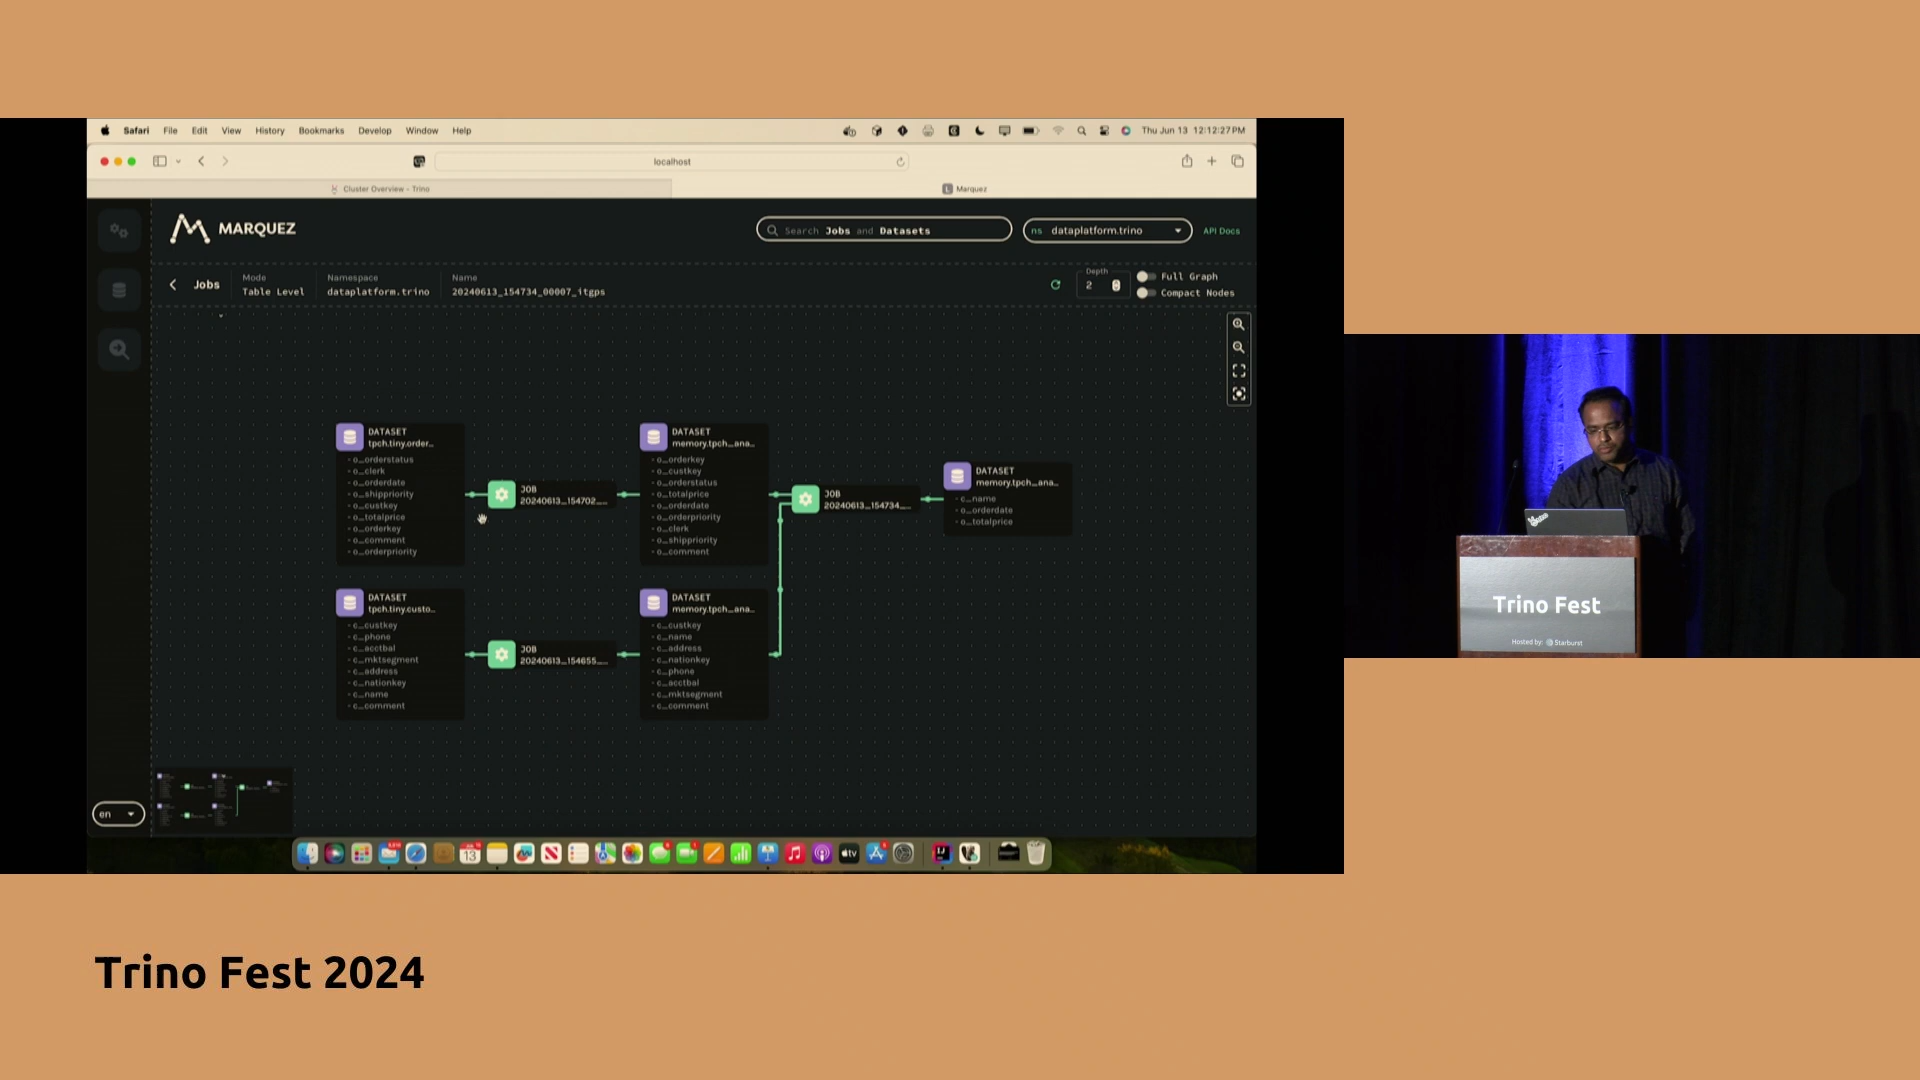 Safari File Edit View History Bookmarks Develop Window Help
Thu Jun 13 12:12:27 PM
localhost
Cluster Overview - Trino
Marquez
MARQUEZ
Search Jobs and Datasets
ns dataplatform.trino
API Docs
Jobs
Mode
Table Level
Namespace
dataplatform.trino
Name
20240613_154734_00007_itgps
Depth
2
Full Graph
Compact Nodes
DATASET
tpch.tiny.order...
o_orderstatus
o_clerk
o_orderdate
o_shippriority
o_custkey
o_totalprice
o_orderkey
o_comment
o_orderpriority
JOB
20240613_154702_...
DATASET
memory.tpch_ana...
o_orderkey
o_custkey
o_orderstatus
o_totalprice
o_orderdate
o_orderpriority
o_clerk
o_shippriority
o_comment
JOB
20240613_154734_...
DATASET
memory.tpch_ana...
c_name
o_orderdate
o_totalprice
DATASET
tpch.tiny.custo...
c_custkey
c_phone
c_acctbal
c_mktsegment
c_address
c_nationkey
c_name
c_comment
JOB
20240613_154655_...
DATASET
memory.tpch_ana...
c_custkey
c_name
c_address
c_nationkey
c_phone
c_acctbal
c_mktsegment
c_comment
en
13
tv
Trino Fest
Hosted by: Starburst
Trino Fest 2024